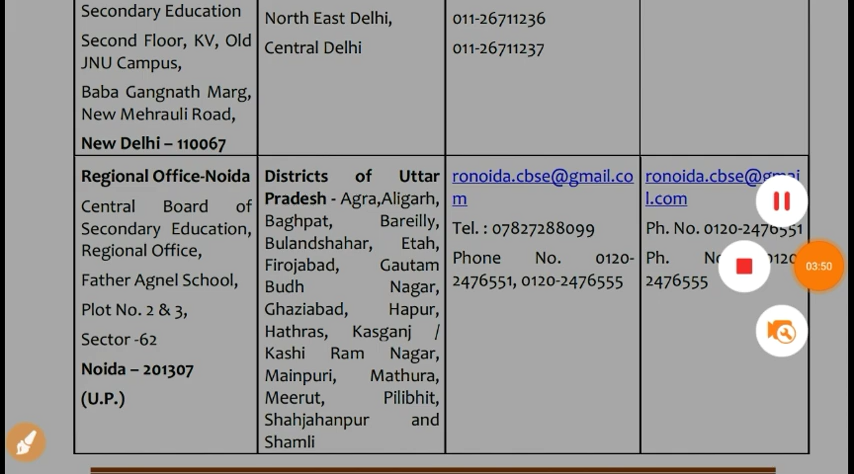 Secondary Education
Second Floor, KV, Old
JNU Campus,
Baba Gangnath Marg,
New Mehrauli Road,
New Delhi – 110067
North East Delhi,
Central Delhi
011-26711236
011-26711237
Regional Office-Noida
Central Board of
Secondary Education,
Regional Office,
Father Agnel School,
Plot No. 2 & 3,
Sector -62
Noida – 201307
(U.P.)
Districts of Uttar
Pradesh - Agra,Aligarh,
Baghpat, Bareilly,
Bulandshahar, Etah,
Firojabad, Gautam
Budh Nagar,
Ghaziabad, Hapur,
Hathras, Kasganj /
Kashi Ram Nagar,
Mainpuri, Mathura,
Meerut, Pilibhit,
Shahjahanpur and
Shamli
ronoida.cbse@gmail.co
m
Tel. : 07827288099
Phone No. 0120-
2476551, 0120-2476555
ronoida.cbse@gmai
l.com
Ph. No. 0120-2476551
Ph.
2476555
03:50